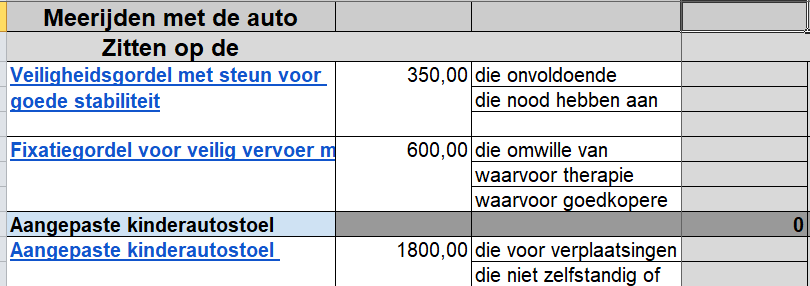 Meerijden met de auto
Zitten op de
Veiligheidsgordel met steun voor 350,00 die onvoldoende
goede stabiliteit die nood hebben aan
Fixatiegordel voor veilig vervoer m 600,00 die omwille van
waarvoor therapie
waarvoor goedkopere
Aangepaste kinderautostoel 0
Aangepaste kinderautostoel 1800,00 die voor verplaatsingen
die niet zelfstandig of